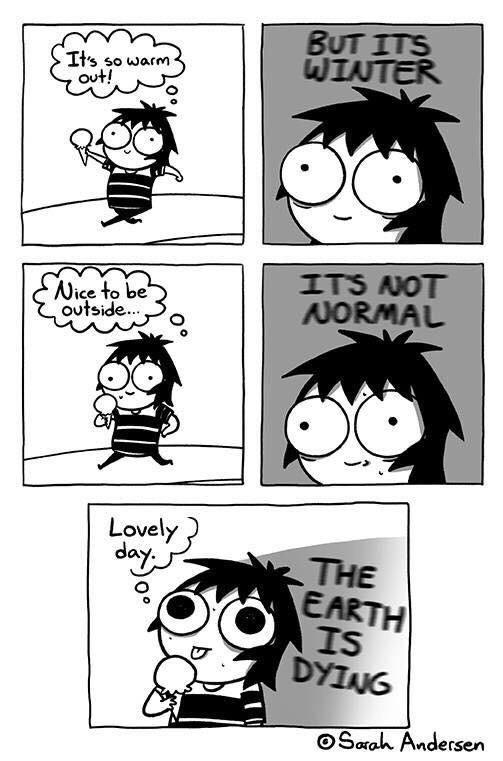 It's so warm
out!
BUT ITS
WINTER
Nice to be
outside...
ITS NOT
NORMAL
Lovely
day.
THE
EARTH
IS
DYING
© Sarah Andersen